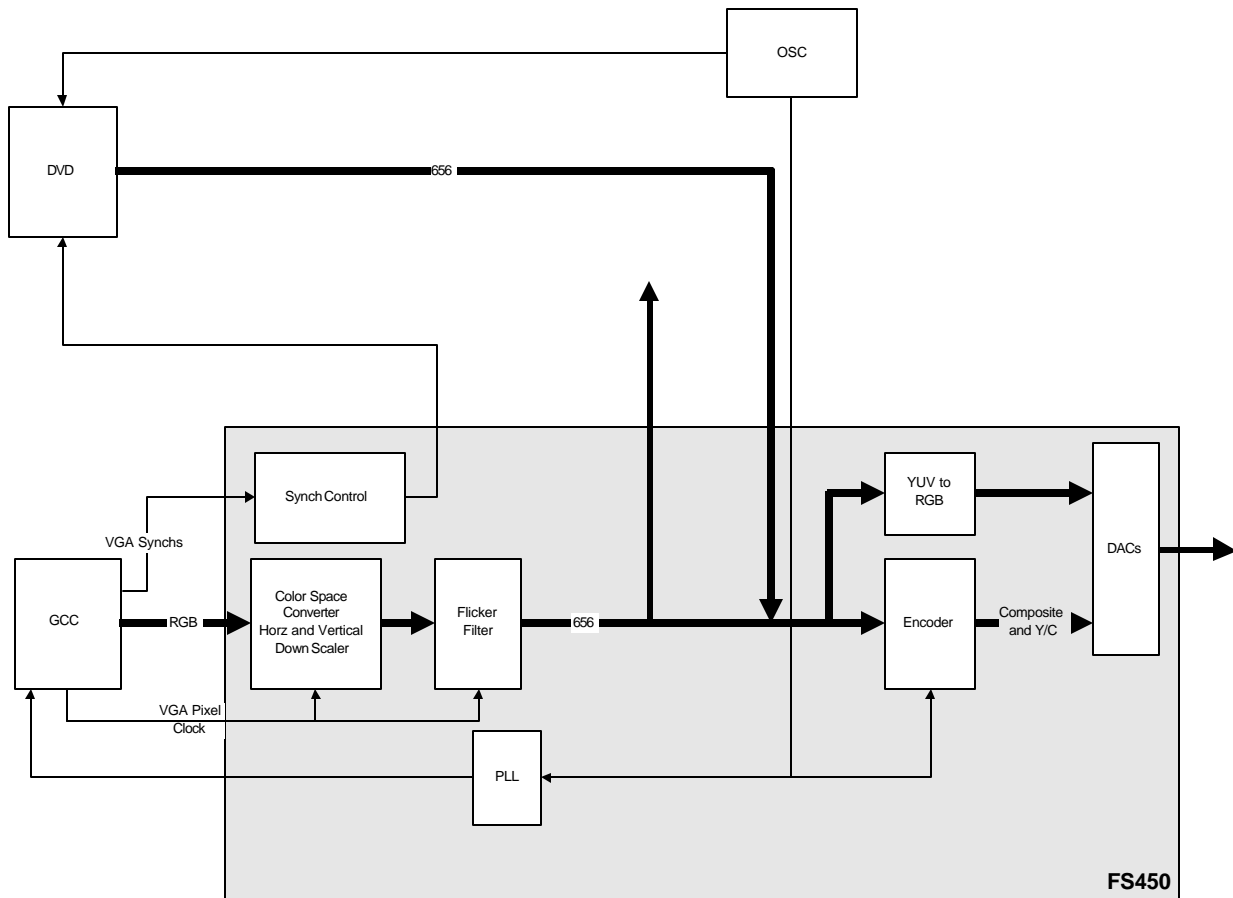 OSC
DVD
656
Synch Control
YUV to
RGB
VGA Synchs
DACs
GCC
RGB
Color Space
Converter
Horz and Vertical
Down Scaler
Flicker
Filter
656
Encoder
Composite
and Y/C
VGA Pixel
Clock
PLL
FS450